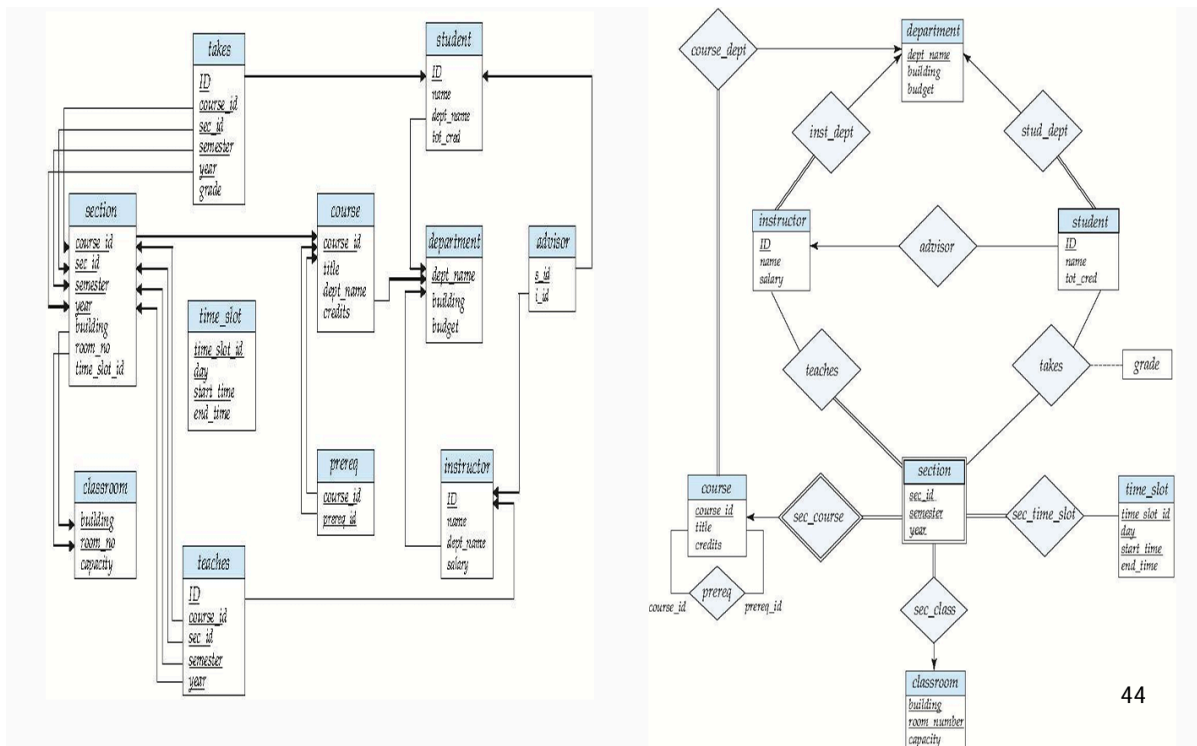 takes
ID
course_id
sec_id
semester
year
grade
student
ID
name
dept_name
tot_cred
section
course_id
sec_id
semester
year
building
room_no
time_slot_id
course
course_id
title
dept_name
credits
department
dept_name
building
budget
advisor
s_id
i_id
time_slot
time_slot_id
day
start_time
end_time
prereq
course_id
prereq_id
instructor
ID
name
dept_name
salary
classroom
building
room_no
capacity
teaches
ID
course_id
sec_id
semester
year
course_dept
department
dept_name
building
budget
inst_dept
stud_dept
instructor
ID
name
salary
advisor
student
ID
name
tot_cred
teaches
takes
grade
course
course_id
title
credits
sec_course
section
sec_id
semester
year
sec_time_slot
time_slot
time_slot_id
day
start_time
end_time
prereq
course_id
prereq_id
sec_class
classroom
building
room_number
capacity
44